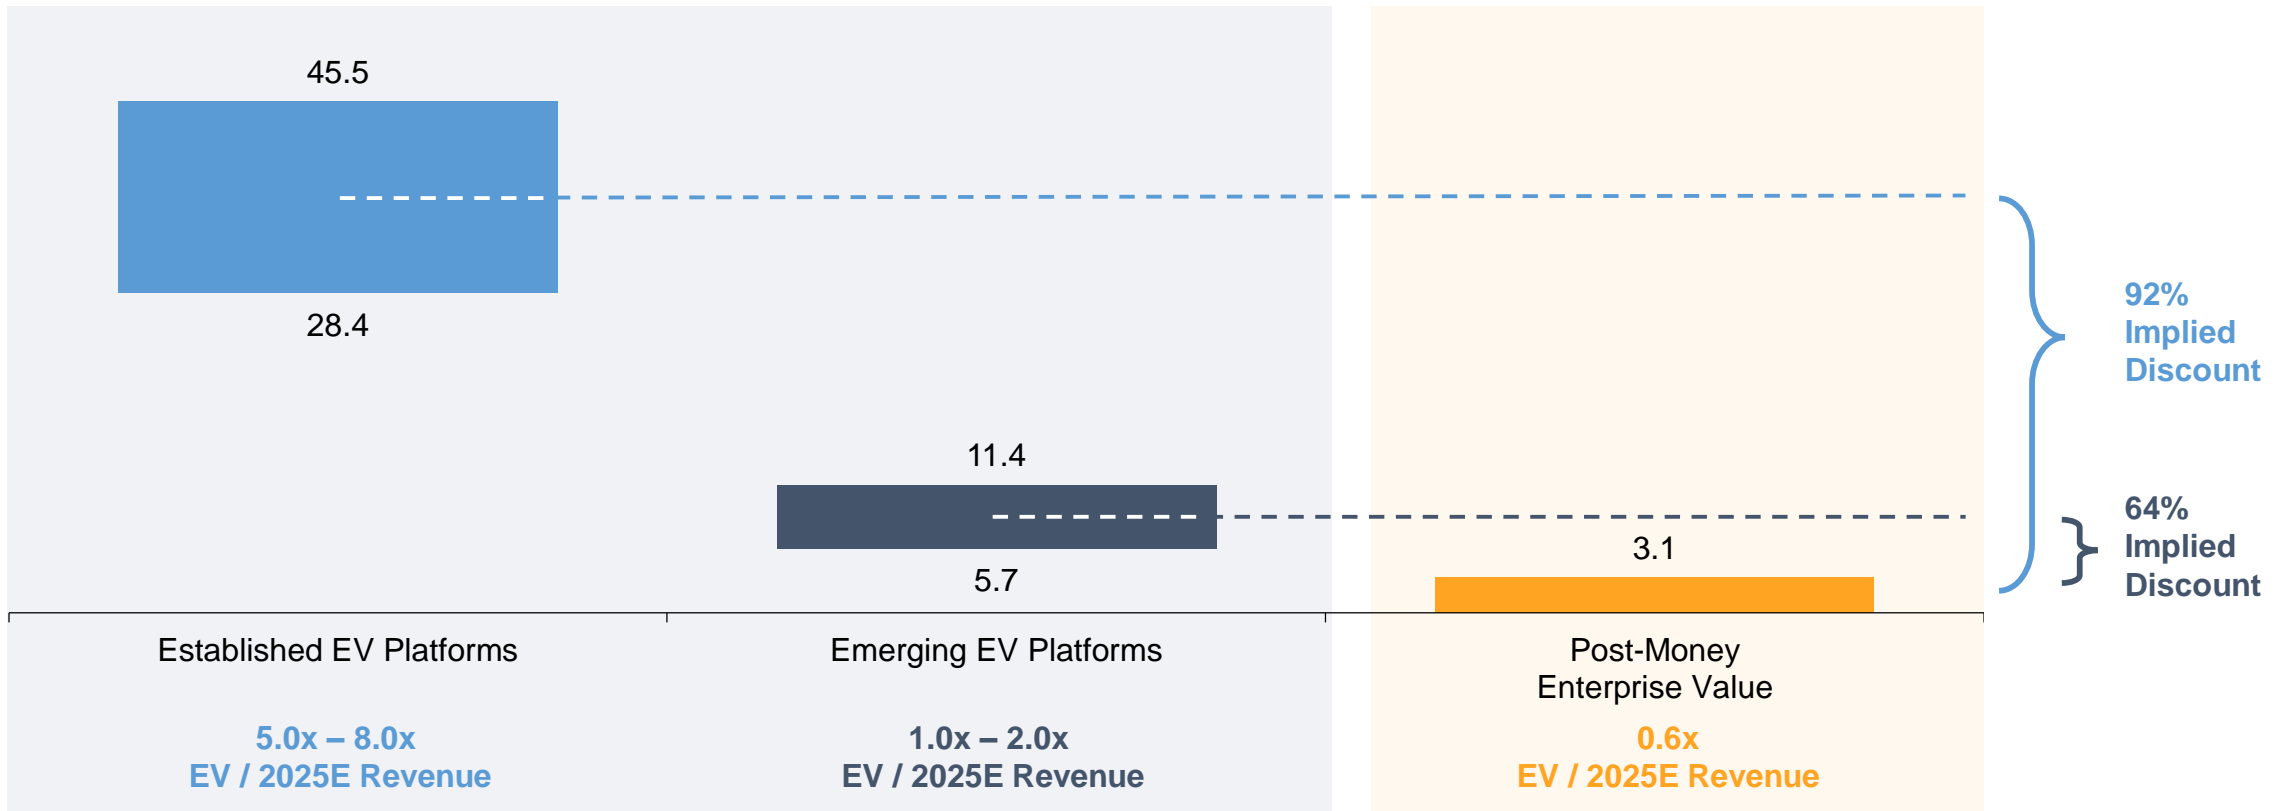 45.5
28.4
11.4
5.7
3.1
92%
Implied
Discount
64%
Implied
Discount
Established EV Platforms
Emerging EV Platforms
Post-Money
Enterprise Value
5.0x – 8.0x
EV / 2025E Revenue
1.0x – 2.0x
EV / 2025E Revenue
0.6x
EV / 2025E Revenue